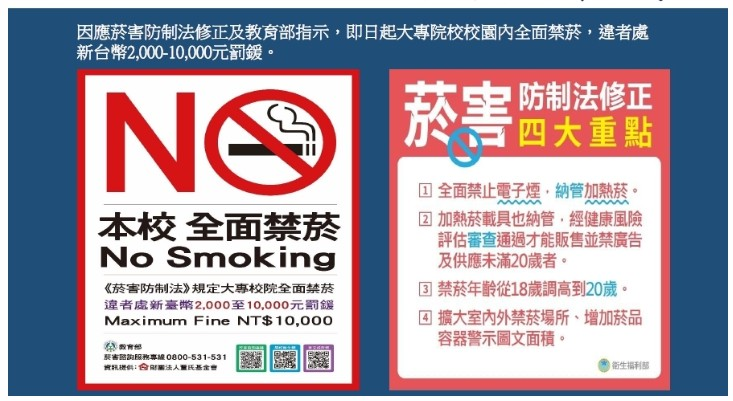 因應菸害防制法修正及教育部指示，即日起大專院校校園內全面禁菸，違者處
新台幣2,000-10,000元罰鍰。
NO
本校 全面禁菸
No Smoking
《菸害防制法》規定大專校院全面禁菸
違者處新臺幣2,000至10,000元罰鍰
Maximum Fine NT$10,000
教育部
菸害諮詢服務專線 0800-531-531
資訊提供：財團法人董氏基金會
菸害防制法修正
四大重點
1 全面禁止電子煙，納管加熱菸。
2 加熱菸載具也納管，經健康風險
評估審查通過才能販售並禁廣告
及供應未滿20歲者。
3 禁菸年齡從18歲調高到20歲。
4 擴大室內外禁菸場所、增加菸品
容器警示圖文面積。
衛生福利部